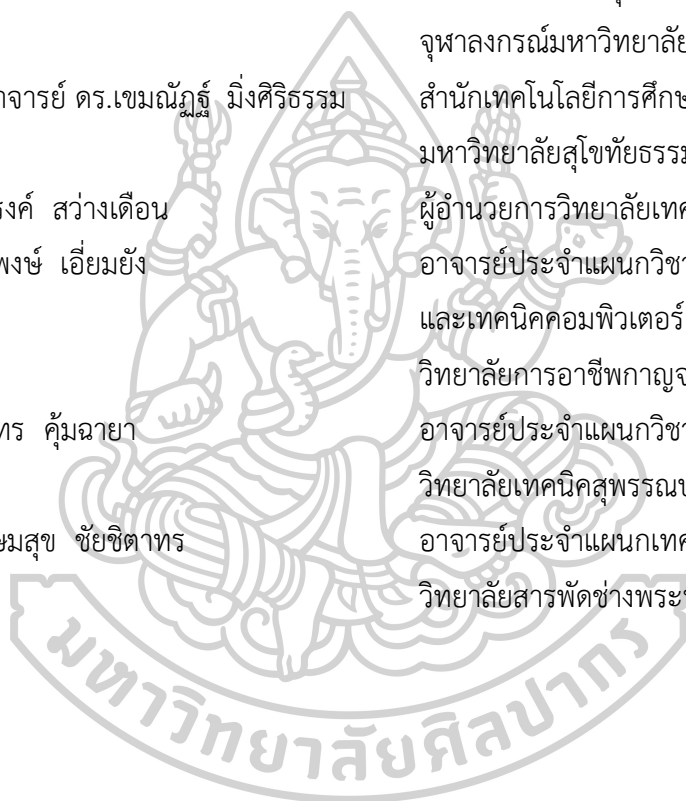 จุฬาลงกรณ์มหาวิทยาลัย
าจารย์ ดร.เขมณัฏฐ์ มิ่งศิริธรรม สำนักเทคโนโลยีการศึกษ
มหาวิทยาลัยสุโขทัยธรรม
รงค์ สว่างเดือน ผู้อำนวยการวิทยาลัยเทค
พงษ์ เอี่ยมยัง อาจารย์ประจำแผนกวิชา
และเทคนิคคอมพิวเตอร์
วิทยาลัยการอาชีพกาญจ
ทร คุ้มฉายา อาจารย์ประจำแผนกวิชา
วิทยาลัยเทคนิคสุพรรณบ
ษมสุข ชัยชิตาทร อาจารย์ประจำแผนกเทค
วิทยาลัยสารพัดช่างพระน
มหาวิทยาลัยศิลปากร